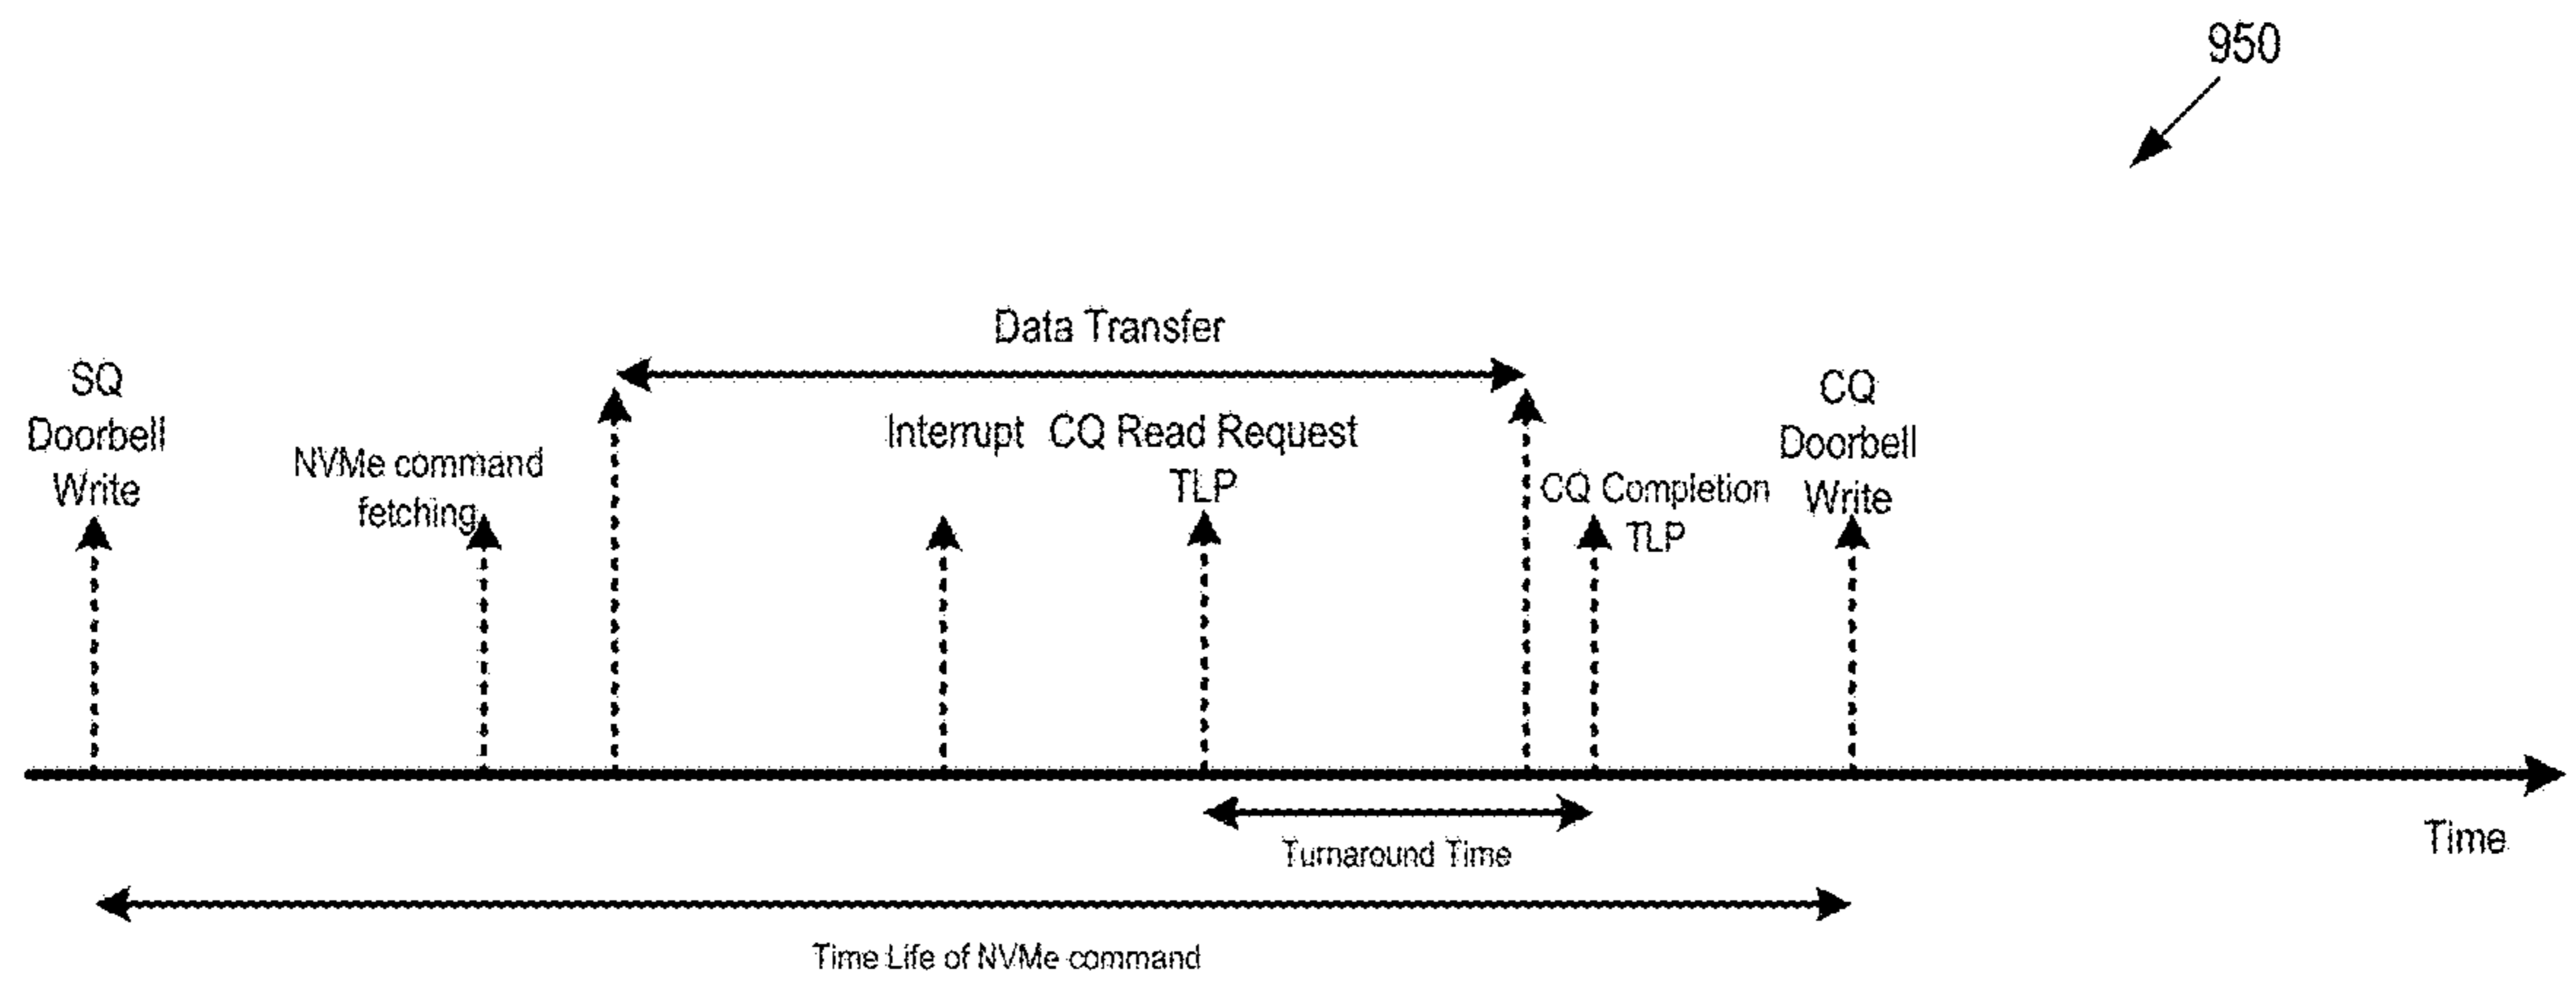 950
Data Transfer
SQ
Doorbell
Write
NVMe command
fetching
Interrupt
CQ Read Request
TLP
CQ Completion
TLP
CQ
Doorbell
Write
Time
Turnaround Time
Time Life of NVMe command